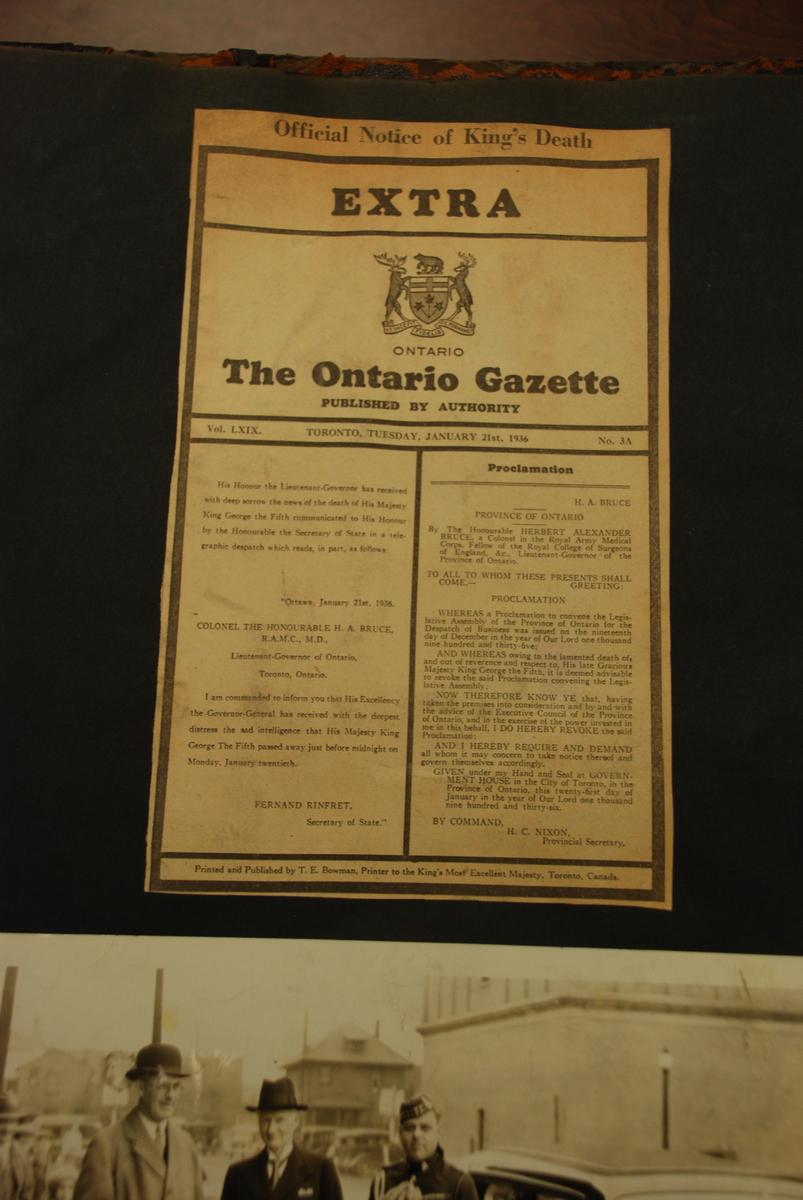 Official Notice of King's Death
EXTRA
FIDELIS
ONTARIO
The Ontario Gazette
PUBLISHED BY AUTHORITY
Vol. LXIX. TORONTO, TUESDAY, JANUARY 21st, 1936 No. 3A
His Honour the Lieutenant-Governor has received
with deep sorrow the news of the death of His Majesty
King George the Fifth communicated to His Honour
by the Honourable the Secretary of State in a tele-
graphic despatch which reads, in part, as follows:
"Ottawa, January 21st, 1936.
COLONEL THE HONOURABLE H. A. BRUCE,
R.A.M.C., M.D.,
Lieutenant-Governor of Ontario,
Toronto, Ontario.
I am commanded to inform you that His Excellency
the Governor-General has received with the deepest
distress the sad intelligence that His Majesty King
George The Fifth passed away just before midnight on
Monday, January twentieth.
FERNAND RINFRET,
Secretary of State."
Proclamation
H. A. BRUCE
PROVINCE OF ONTARIO
By The Honourable HERBERT ALEXANDER
BRUCE, a Colonel in the Royal Army Medical
Corps, Fellow of the Royal College of Surgeons
of England, &c., Lieutenant-Governor of the
Province of Ontario.
TO ALL TO WHOM THESE PRESENTS SHALL
COME,— GREETING:
PROCLAMATION
WHEREAS a Proclamation to convene the Legis-
lative Assembly of the Province of Ontario for the
Despatch of Business was issued on the nineteenth
day of December in the year of Our Lord one thousand
nine hundred and thirty-five;
AND WHEREAS owing to the lamented death of,
and out of reverence and respect to, His late Gracious
Majesty King George the Fifth, it is deemed advisable
to revoke the said Proclamation convening the Legis-
lative Assembly;
NOW THEREFORE KNOW YE that, having
taken the premises into consideration and by and with
the advice of the Executive Council of the Province
of Ontario, and in the exercise of the power invested in
me in this behalf, I DO HEREBY REVOKE the said
Proclamation:
AND I HEREBY REQUIRE AND DEMAND
all whom it may concern to take notice thereof and
govern themselves accordingly.
GIVEN under my Hand and Seal at GOVERN-
MENT HOUSE in the City of Toronto, in the
Province of Ontario, this twenty-first day of
January in the year of Our Lord one thousand
nine hundred and thirty-six.
BY COMMAND,
H. C. NIXON,
Provincial Secretary.
Printed and Published by T. E. Bowman, Printer to the King's Most Excellent Majesty, Toronto, Canada.